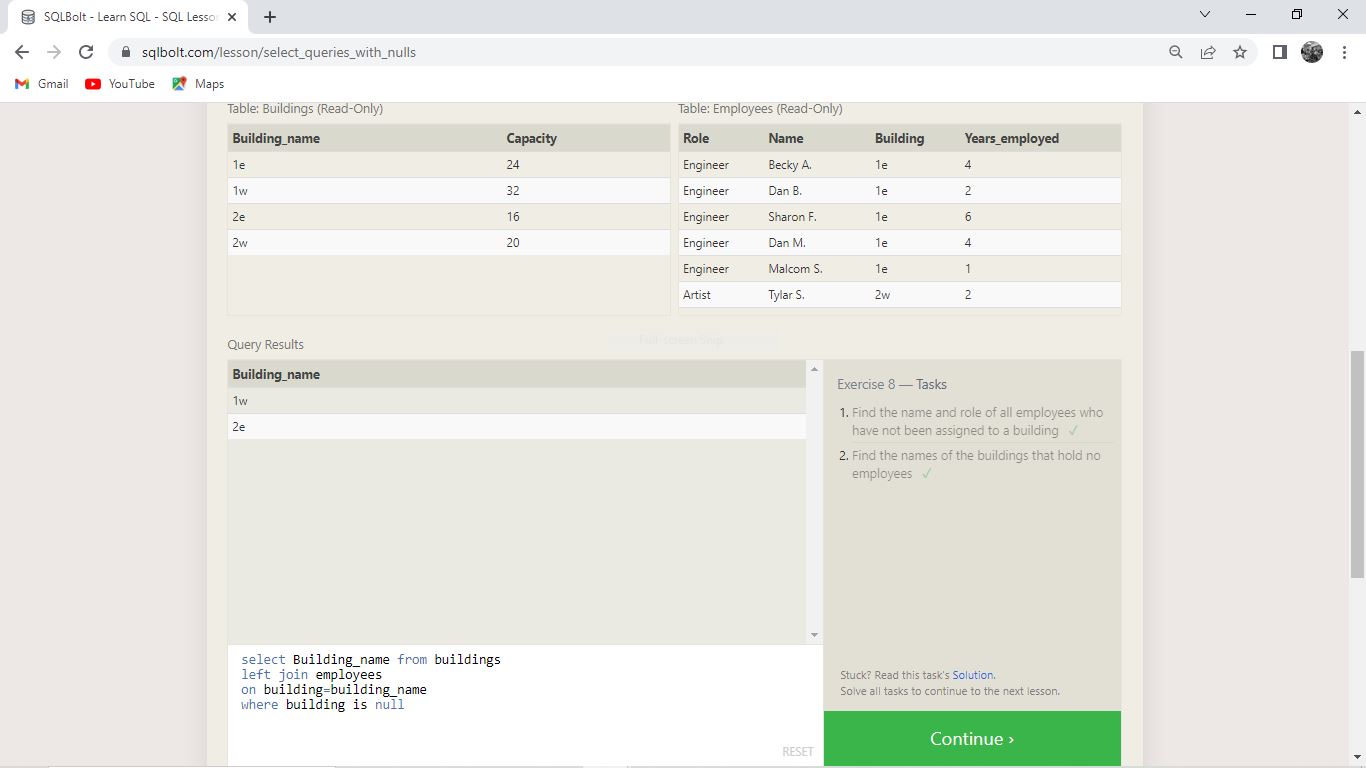 SQLBolt - Learn SQL - SQL Lesso
sqlbolt.com/lesson/select_queries_with_nulls
Gmail YouTube Maps
Table: Buildings (Read-Only)
Building_name Capacity
1e 24
1w 32
2e 16
2w 20
Table: Employees (Read-Only)
Role Name Building Years_employed
Engineer Becky A. 1e 4
Engineer Dan B. 1e 2
Engineer Sharon F. 1e 6
Engineer Dan M. 1e 4
Engineer Malcom S. 1e 1
Artist Tylar S. 2w 2
Full-screen Snip
Query Results
Building_name
1w
2e
Exercise 8 — Tasks
1. Find the name and role of all employees who
have not been assigned to a building ✓
2. Find the names of the buildings that hold no
employees ✓
select Building_name from buildings
left join employees
on building=building_name
where building is null
RESET
Stuck? Read this task's Solution.
Solve all tasks to continue to the next lesson.
Continue ›